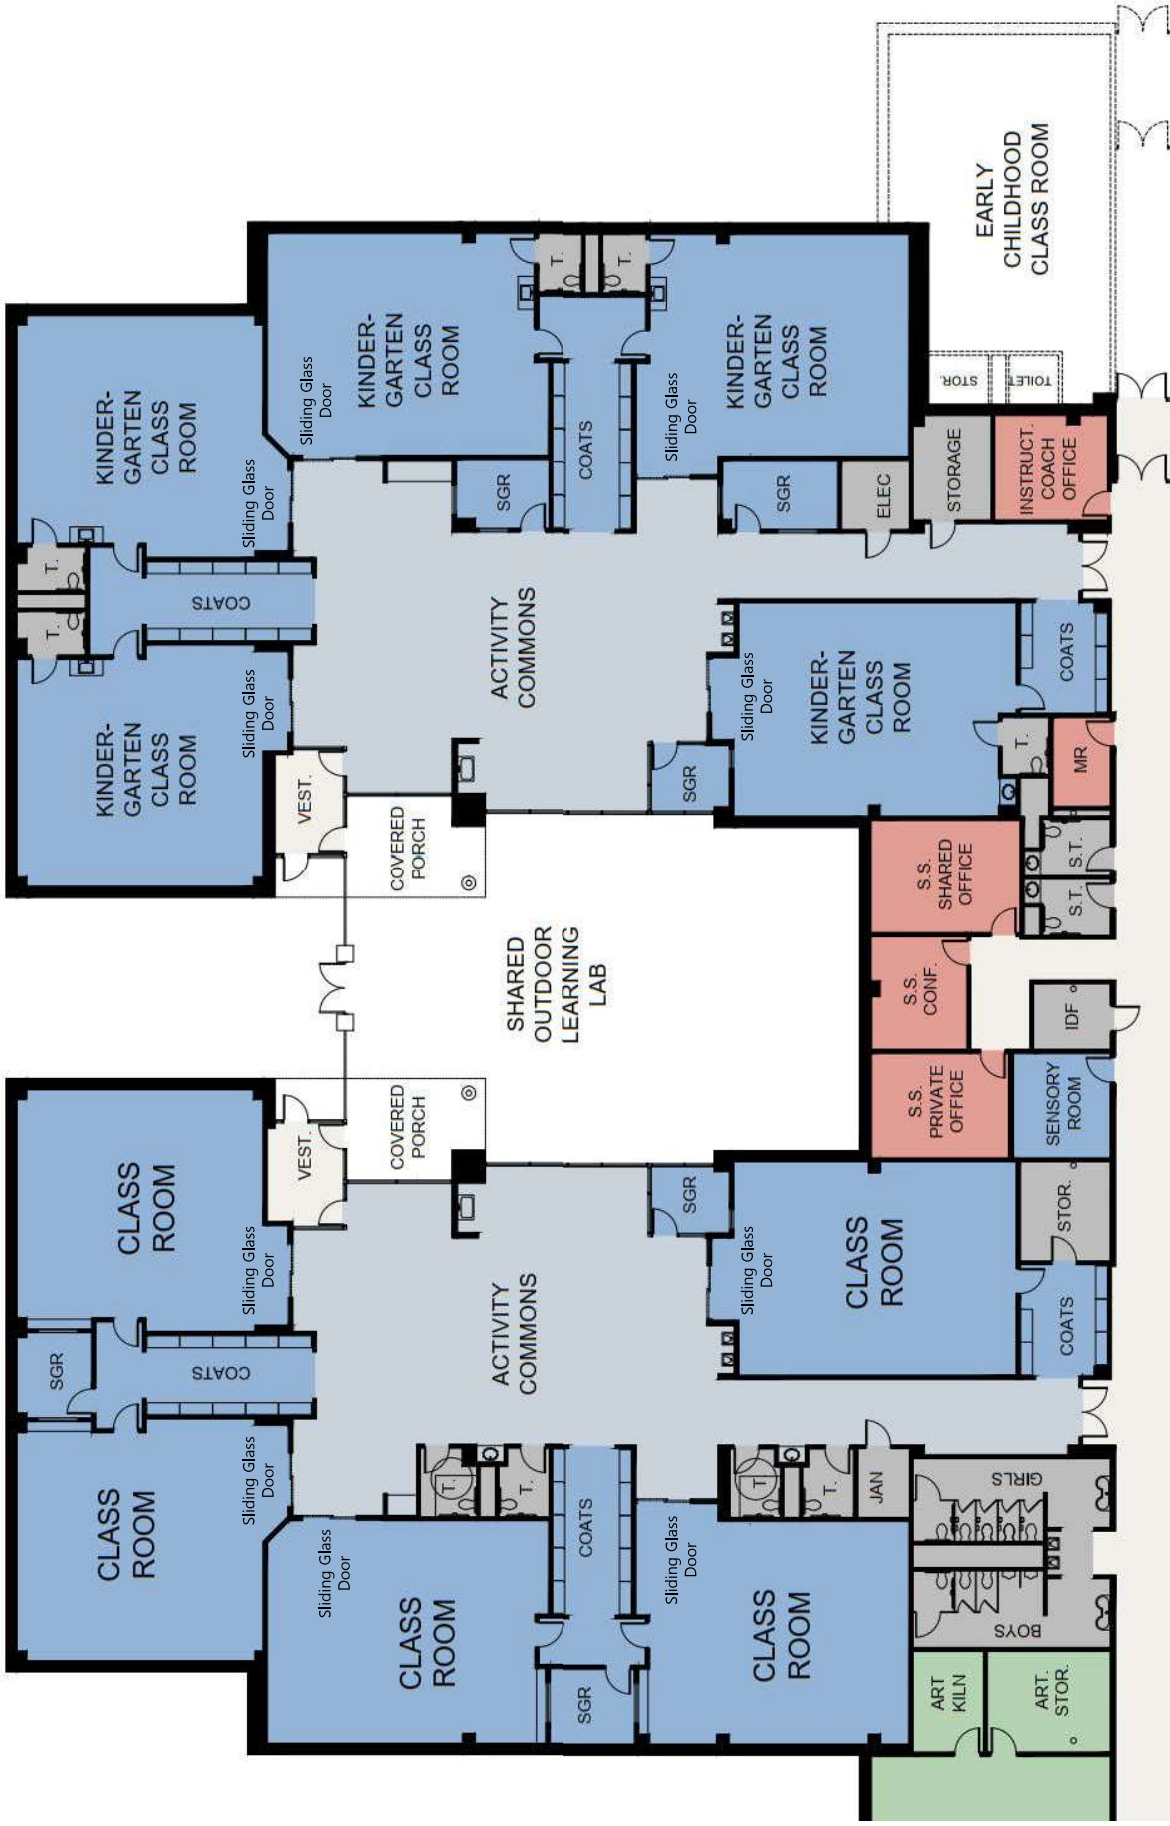 EARLY
CHILDHOOD
CLASS ROOM
STOR.
TOILET
KINDER-
GARTEN
CLASS
ROOM
Sliding Glass
Door
T.
T.
KINDER-
GARTEN
CLASS
ROOM
Sliding Glass
Door
COATS
KINDER-
GARTEN
CLASS
ROOM
Sliding Glass
Door
T.
T.
COATS
KINDER-
GARTEN
CLASS
ROOM
Sliding Glass
Door
SGR
SGR
ELEC
STORAGE
INSTRUCT.
COACH
OFFICE
ACTIVITY
COMMONS
KINDER-
GARTEN
CLASS
ROOM
Sliding Glass
Door
COATS
T.
MR
VEST.
SGR
COVERED
PORCH
S.S.
SHARED
OFFICE
S.T.
S.T.
SHARED
OUTDOOR
LEARNING
LAB
S.S.
CONF.
IDF
S.S.
PRIVATE
OFFICE
SENSORY
ROOM
COVERED
PORCH
VEST.
CLASS
ROOM
Sliding Glass
Door
SGR
CLASS
ROOM
Sliding Glass
Door
STOR.
COATS
SGR
COATS
ACTIVITY
COMMONS
CLASS
ROOM
Sliding Glass
Door
T.
T.
COATS
T.
T.
JAN
GIRLS
BOYS
CLASS
ROOM
Sliding Glass
Door
CLASS
ROOM
Sliding Glass
Door
SGR
ART
KILN
ART.
STOR.